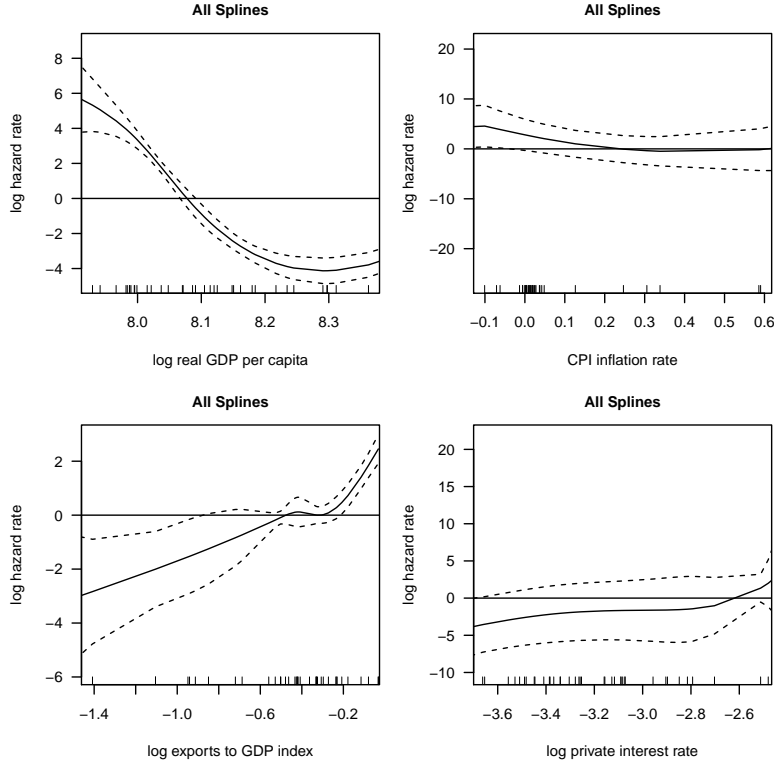 All Splines
log hazard rate
8
6
4
2
0
−2
−4
8.0 8.1 8.2 8.3
log real GDP per capita
All Splines
log hazard rate
20
10
0
−10
−20
−0.1 0.0 0.1 0.2 0.3 0.4 0.5 0.6
CPI inflation rate
All Splines
log hazard rate
2
0
−2
−4
−6
−1.4 −1.0 −0.6 −0.2
log exports to GDP index
All Splines
log hazard rate
20
15
10
5
0
−5
−10
−3.6 −3.4 −3.2 −3.0 −2.8 −2.6
log private interest rate